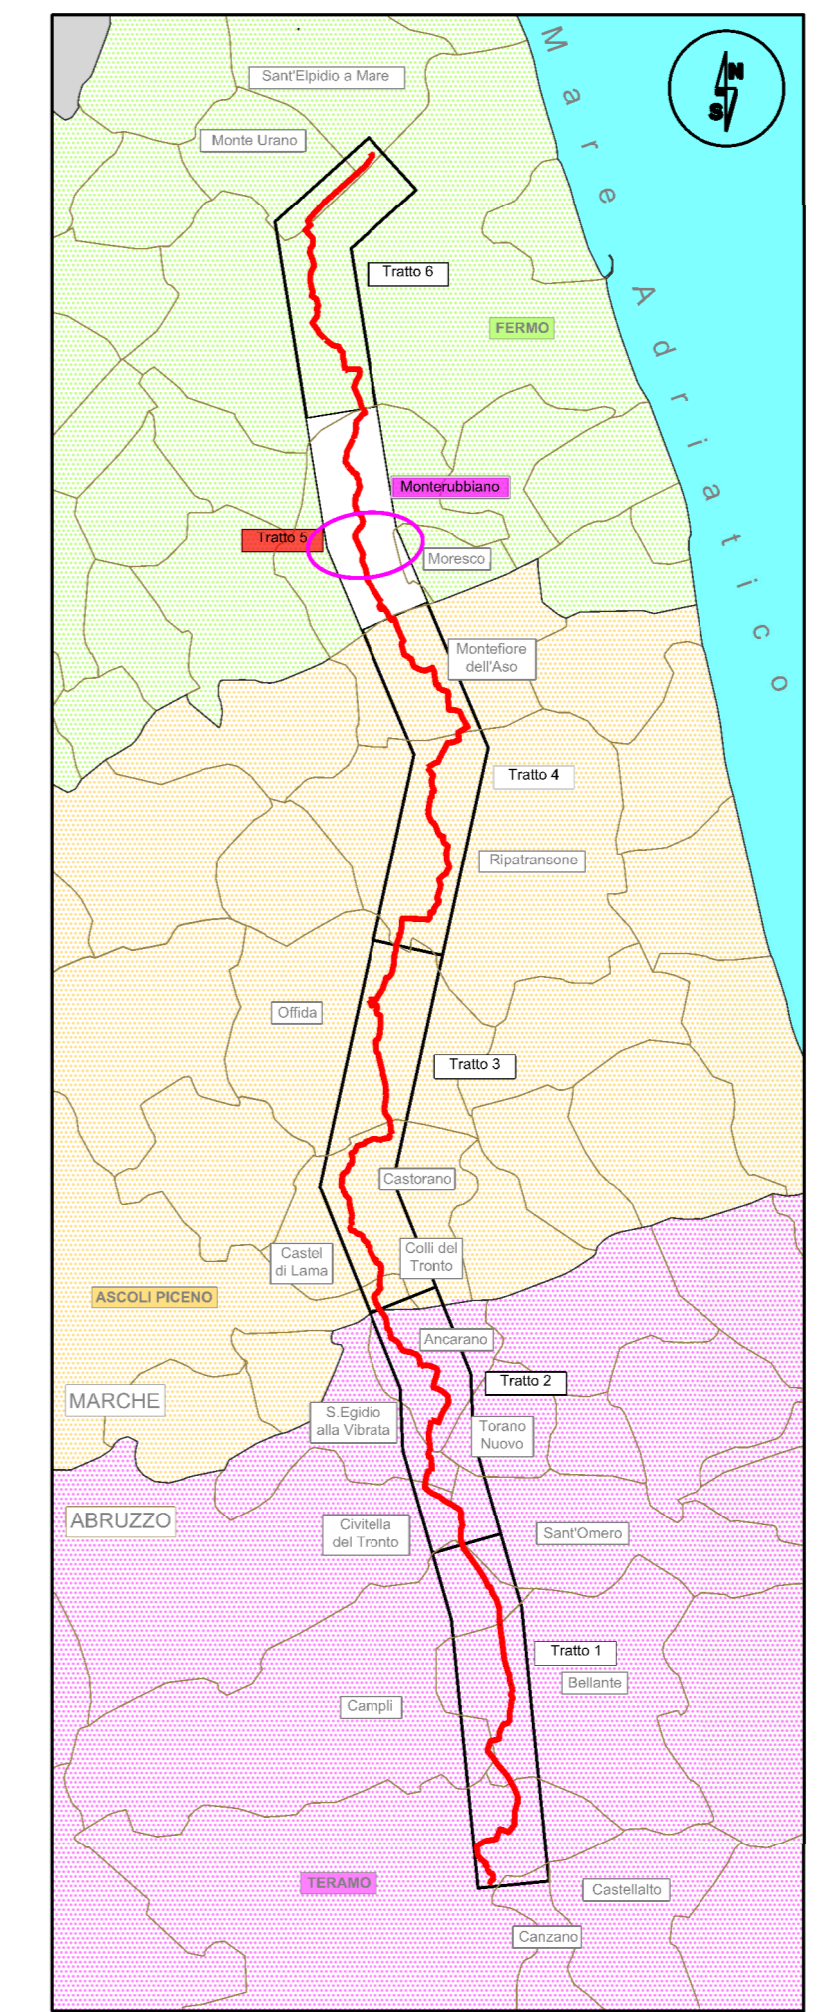 Mare Adriatico
N
S
Sant'Elpidio a Mare
Monte Urano
Tratto 6
FERMO
Monterubbiano
Tratto 5
Moresco
Montefiore
dell'Aso
Tratto 4
Ripatransone
Offida
Tratto 3
Castorano
Colli del
Tronto
Castel
di Lama
ASCOLI PICENO
Ancarano
Tratto 2
MARCHE
S.Egidio
alla Vibrata
Torano
Nuovo
ABRUZZO
Civitella
del Tronto
Sant'Omero
Tratto 1
Bellante
Campli
TERAMO
Castellalto
Canzano